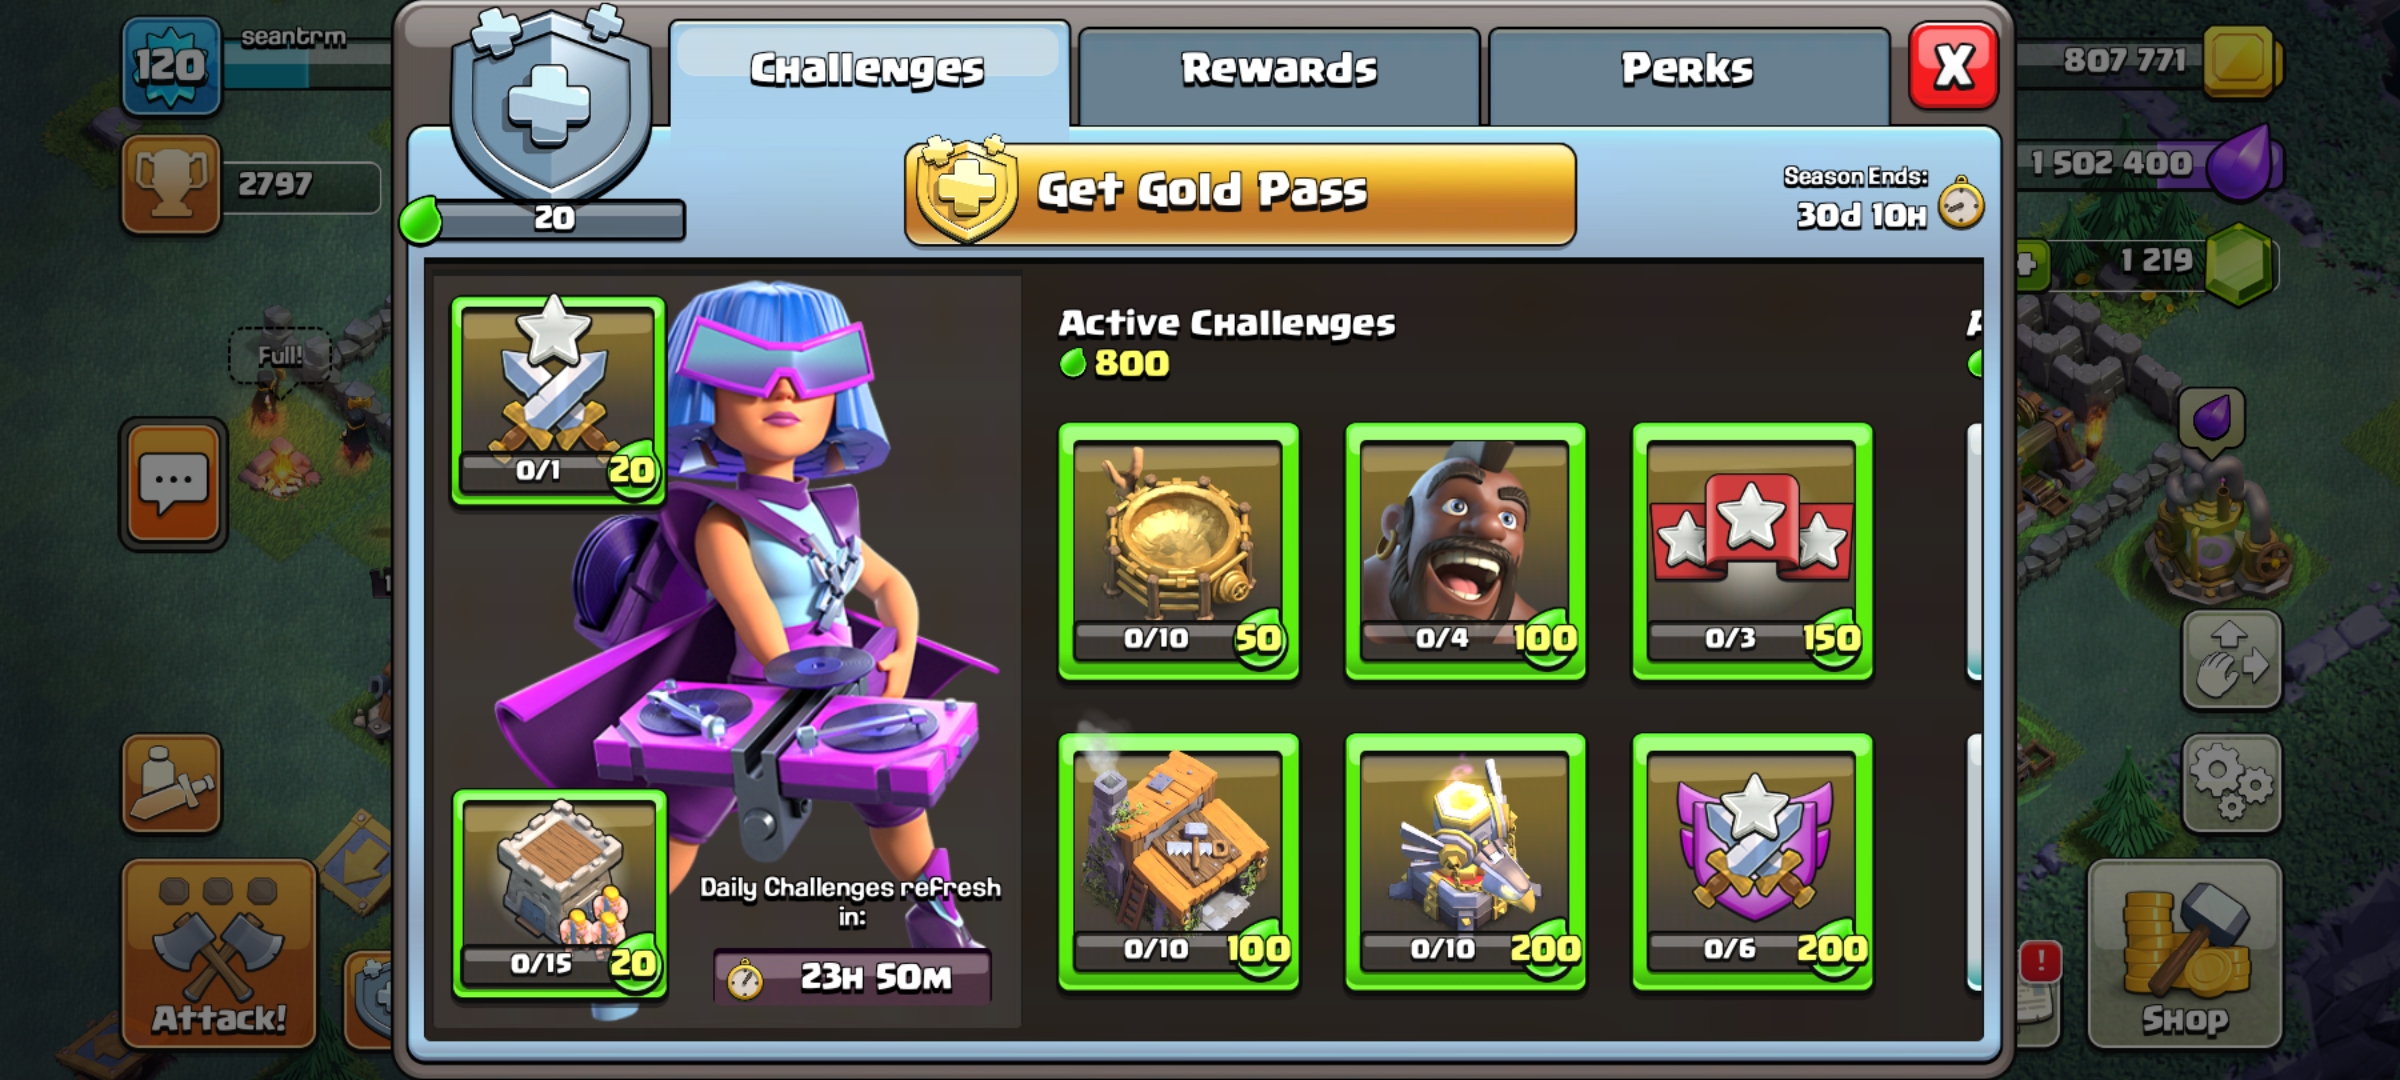 120
seantrm
2797
Full!
Attack!
Challenges
Rewards
Perks
X
20
Get Gold Pass
Season Ends:
30d 10H
807 771
1 502 400
1 219
0/1
20
0/15
20
Daily Challenges refresh
in:
23H 50M
Active Challenges
800
0/10
50
0/4
100
0/3
150
0/10
100
0/10
200
0/6
200
!
Shop